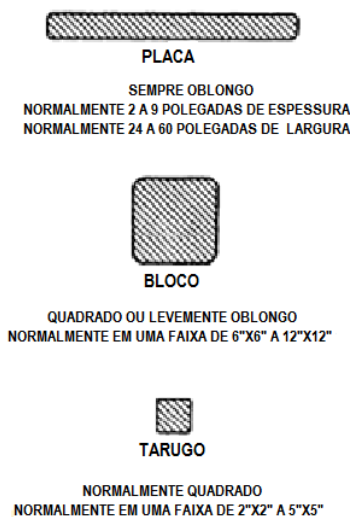 PLACA
SEMPRE OBLONGO
NORMALMENTE 2 A 9 POLEGADAS DE ESPESSURA
NORMALMENTE 24 A 60 POLEGADAS DE LARGURA
BLOCO
QUADRADO OU LEVEMENTE OBLONGO
NORMALMENTE EM UMA FAIXA DE 6"X6" A 12"X12"
TARUGO
NORMALMENTE QUADRADO
NORMALMENTE EM UMA FAIXA DE 2"X2" A 5"X5"